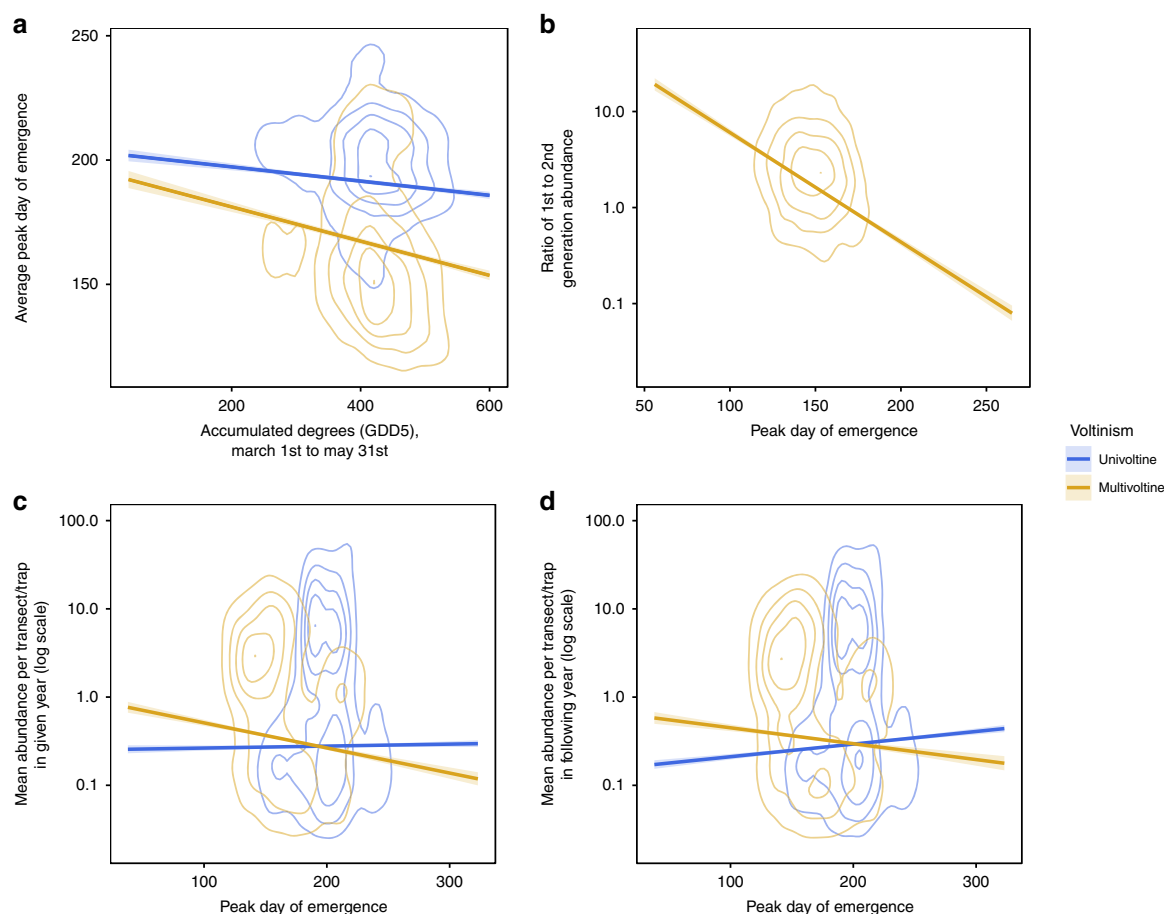 a
250
200
150
Average peak day of emergence
200
400
600
Accumulated degrees (GDD5),
march 1st to may 31st
b
10.0
1.0
0.1
Ratio of 1st to 2nd
generation abundance
50
100
150
200
250
Peak day of emergence
Voltinism
Univoltine
Multivoltine
c
100.0
10.0
1.0
0.1
Mean abundance per transect/trap
in given year (log scale)
100
200
300
Peak day of emergence
d
100.0
10.0
1.0
0.1
Mean abundance per transect/trap
in following year (log scale)
100
200
300
Peak day of emergence